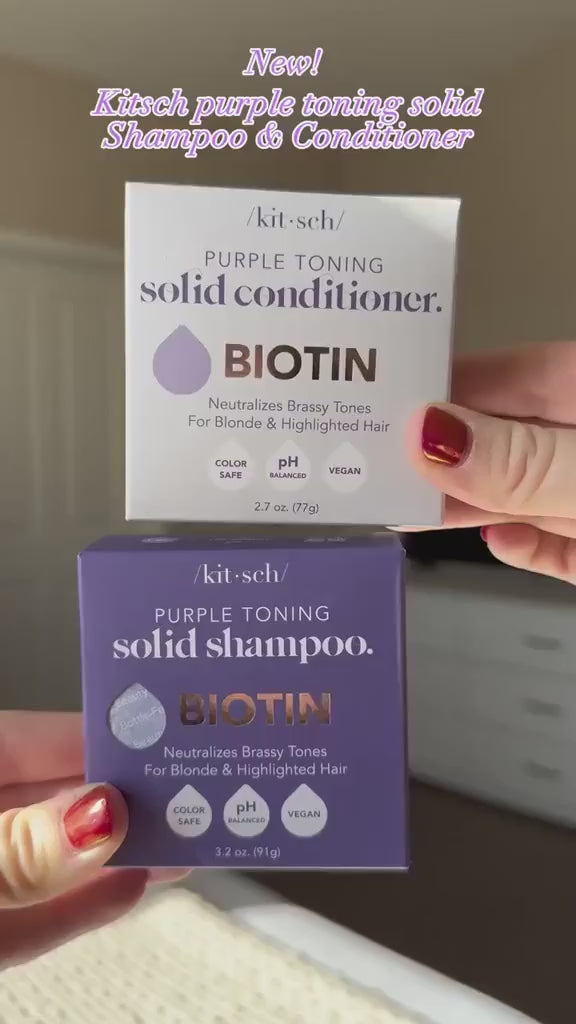 New!
Kitsch purple toning solid
Shampoo & Conditioner
/kit·sch/
PURPLE TONING
solid conditioner.
BIOTIN
Neutralizes Brassy Tones
For Blonde & Highlighted Hair
COLOR SAFE
pH BALANCED
VEGAN
2.7 oz. (77g)
/kit·sch/
PURPLE TONING
solid shampoo.
Beauty
BIOTIN
Neutralizes Brassy Tones
For Blonde & Highlighted Hair
COLOR SAFE
pH BALANCED
VEGAN
3.2 oz. (91g)